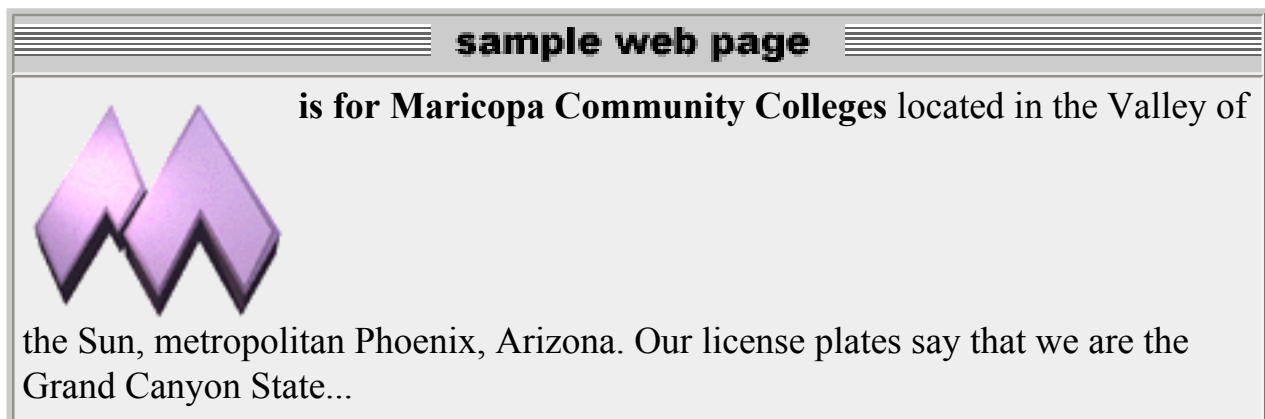 sample web page
is for Maricopa Community Colleges located in the Valley of
the Sun, metropolitan Phoenix, Arizona. Our license plates say that we are the
Grand Canyon State...